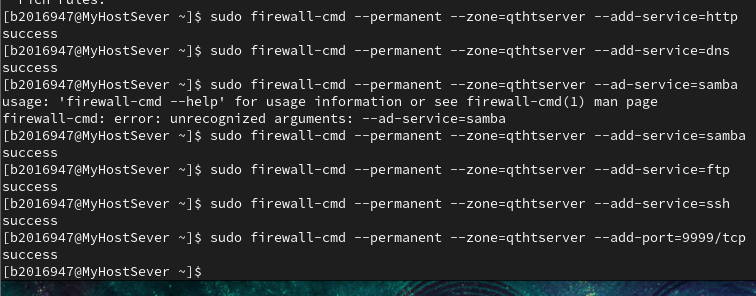 [b2016947@MyHostSever ~]$ sudo firewall-cmd --permanent --zone=qthtserver --add-service=http
success
[b2016947@MyHostSever ~]$ sudo firewall-cmd --permanent --zone=qthtserver --add-service=dns
success
[b2016947@MyHostSever ~]$ sudo firewall-cmd --permanent --zone=qthtserver --ad-service=samba
usage: 'firewall-cmd --help' for usage information or see firewall-cmd(1) man page
firewall-cmd: error: unrecognized arguments: --ad-service=samba
[b2016947@MyHostSever ~]$ sudo firewall-cmd --permanent --zone=qthtserver --add-service=samba
success
[b2016947@MyHostSever ~]$ sudo firewall-cmd --permanent --zone=qthtserver --add-service=ftp
success
[b2016947@MyHostSever ~]$ sudo firewall-cmd --permanent --zone=qthtserver --add-service=ssh
success
[b2016947@MyHostSever ~]$ sudo firewall-cmd --permanent --zone=qthtserver --add-port=9999/tcp
success
[b2016947@MyHostSever ~]$